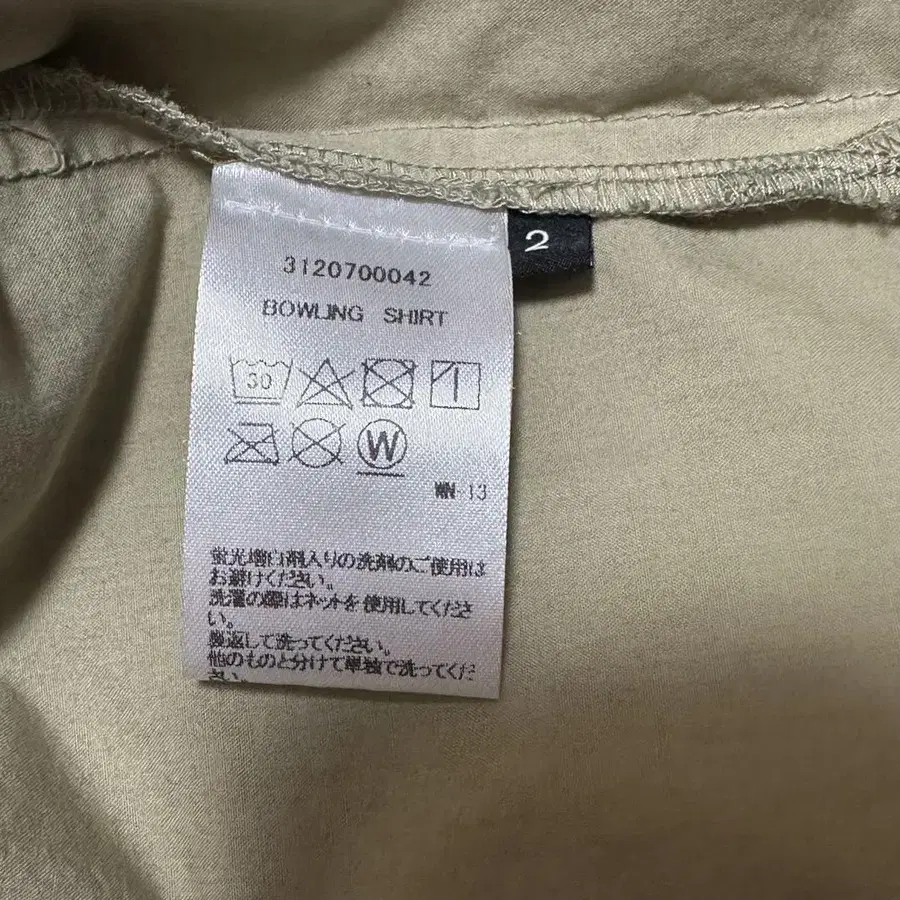 2
3120700042
BOWLING SHIRT
30
W
WN-13
蛍光増白剤入りの洗剤のご使用は
お避けください。
洗濯の際はネットを使用してくださ
い。
裏返して洗ってください。
他のものと分けて単独で洗ってくだ
さい。